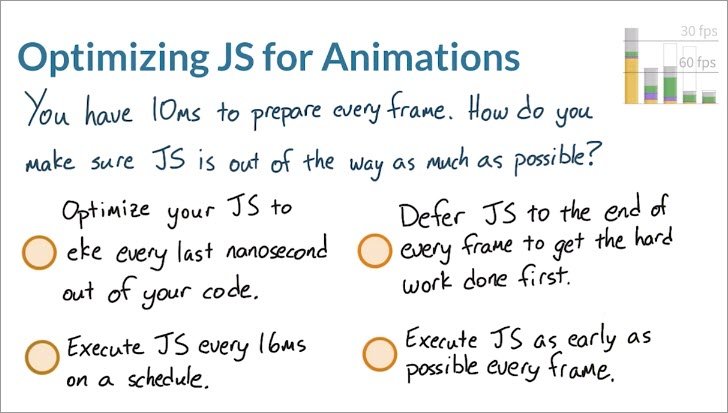 30 fps
Optimizing JS for Animations
60 fps
You have 10ms to prepare every frame. How do you
make sure JS is out of the way as much as possible?
Optimize your JS to
eke every last nanosecond
out of your code.
Defer JS to the end of
every frame to get the hard
work done first.
Execute JS every 16ms
on a schedule.
Execute JS as early as
possible every frame.